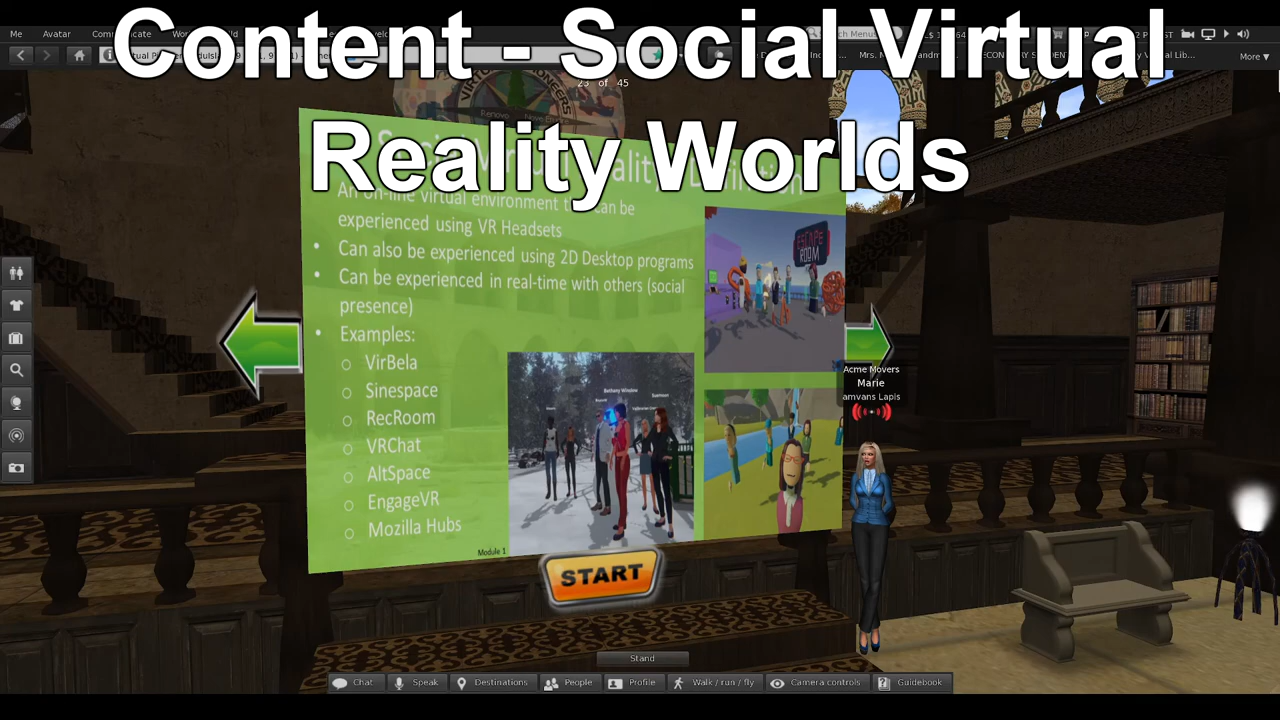 Content - Social Virtual
Reality Worlds
Me Avatar
More ▼
23 of 45
An on-line virtual environment can be
experienced using VR Headsets
• Can also be experienced using 2D Desktop programs
• Can be experienced in real-time with others (social
presence)
• Examples:
○ VirBela
○ Sinespace
○ RecRoom
○ VRChat
○ AltSpace
○ EngageVR
○ Mozilla Hubs
Module 1
ESCAPE
ROOM
Bethany Winslow
START
Acme Movers
Marie
amvans Lapis
Stand
Chat Speak Destinations People Profile Walk / run / fly Camera controls Guidebook